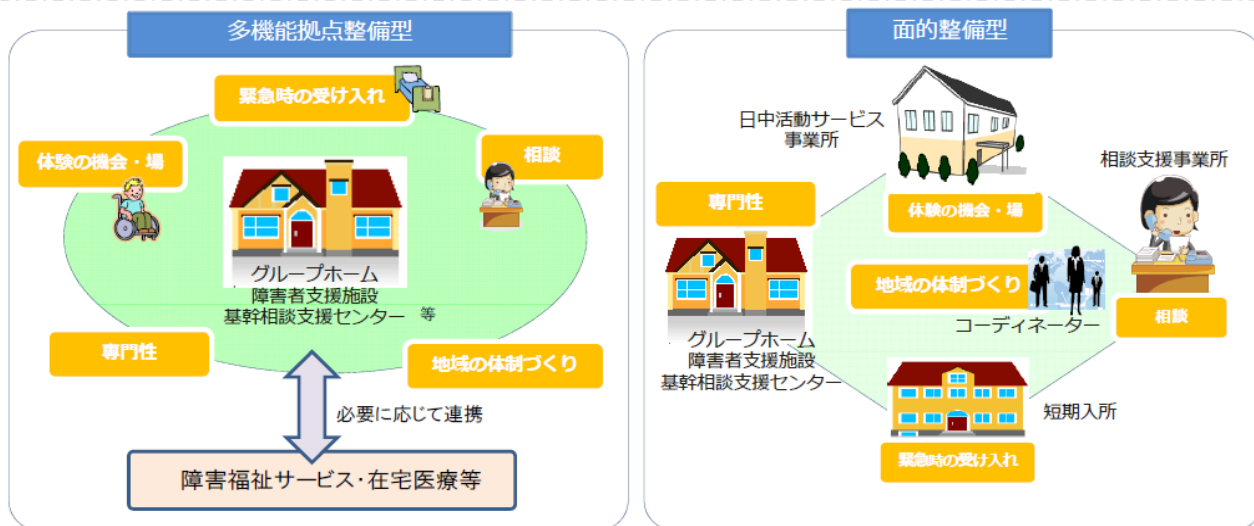 多機能拠点整備型
緊急時の受け入れ
体験の機会・場
相談
グループホーム
障害者支援施設
基幹相談支援センター 等
専門性
地域の体制づくり
必要に応じて連携
障害福祉サービス・在宅医療等
面的整備型
日中活動サービス
事業所
相談支援事業所
専門性
体験の機会・場
地域の体制づくり
コーディネーター
相談
グループホーム
障害者支援施設
基幹相談支援センター
短期入所
緊急時の受け入れ